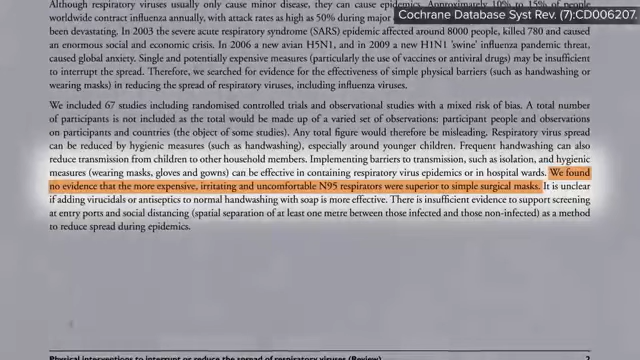 Although respiratory viruses usually only cause minor disease, they can cause epidemics. Approximately 10% to 15% of people
Cochrane Database Syst Rev. (7):CD006207.
worldwide contract influenza annually, with attack rates as high as 50% during major
been devastating. In 2003 the severe acute respiratory syndrome (SARS) epidemic affected around 8000 people, killed 780 and caused
an enormous social and economic crisis. In 2006 a new avian H5N1, and in 2009 a new H1N1 'swine' influenza pandemic threat,
caused global anxiety. Single and potentially expensive measures (particularly the use of vaccines or antiviral drugs) may be insufficient
to interrupt the spread. Therefore, we searched for evidence for the effectiveness of simple physical barriers (such as handwashing or
wearing masks) in reducing the spread of respiratory viruses, including influenza viruses.
We included 67 studies including randomised controlled trials and observational studies with a mixed risk of bias. A total number
of participants is not included as the total would be made up of a varied set of observations: participant people and observations
on participants and countries (the object of some studies). Any total figure would therefore be misleading. Respiratory virus spread
can be reduced by hygienic measures (such as handwashing), especially around younger children. Frequent handwashing can also
reduce transmission from children to other household members. Implementing barriers to transmission, such as isolation, and hygienic
measures (wearing masks, gloves and gowns) can be effective in containing respiratory virus epidemics or in hospital wards. We found
no evidence that the more expensive, irritating and uncomfortable N95 respirators were superior to simple surgical masks. It is unclear
if adding virucidals or antiseptics to normal handwashing with soap is more effective. There is insufficient evidence to support screening
at entry ports and social distancing (spatial separation of at least one metre between those infected and those non-infected) as a method
to reduce spread during epidemics.
Physical interventions to interrupt or reduce the spread of respiratory viruses (Review)
2